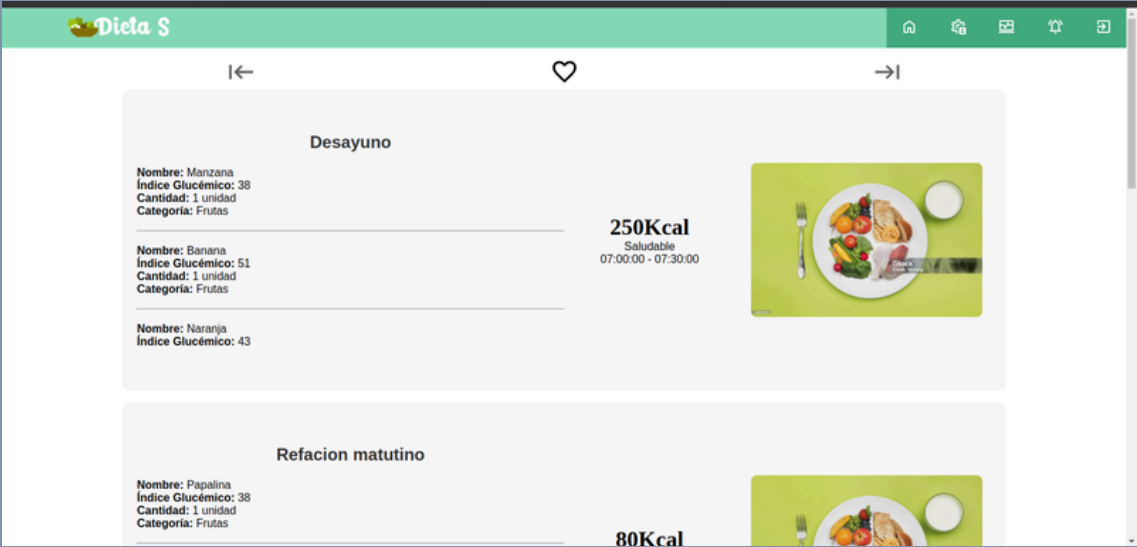 Dieta S
Desayuno
Nombre: Manzana
Índice Glucémico: 38
Cantidad: 1 unidad
Categoría: Frutas
Nombre: Banana
Índice Glucémico: 51
Cantidad: 1 unidad
Categoría: Frutas
Nombre: Naranja
Índice Glucémico: 43
250Kcal
Saludable
07:00:00 - 07:30:00
iStock
Refacion matutino
Nombre: Papalina
Índice Glucémico: 38
Cantidad: 1 unidad
Categoría: Frutas
80Kcal